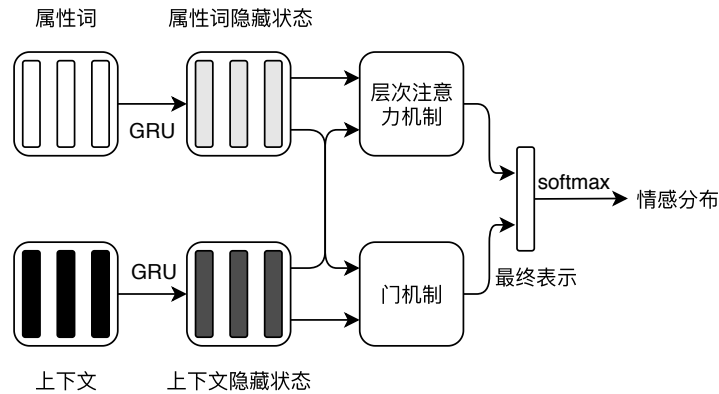 属性词
属性词隐藏状态
GRU
层次注意
力机制
softmax
情感分布
GRU
门机制
最终表示
上下文
上下文隐藏状态